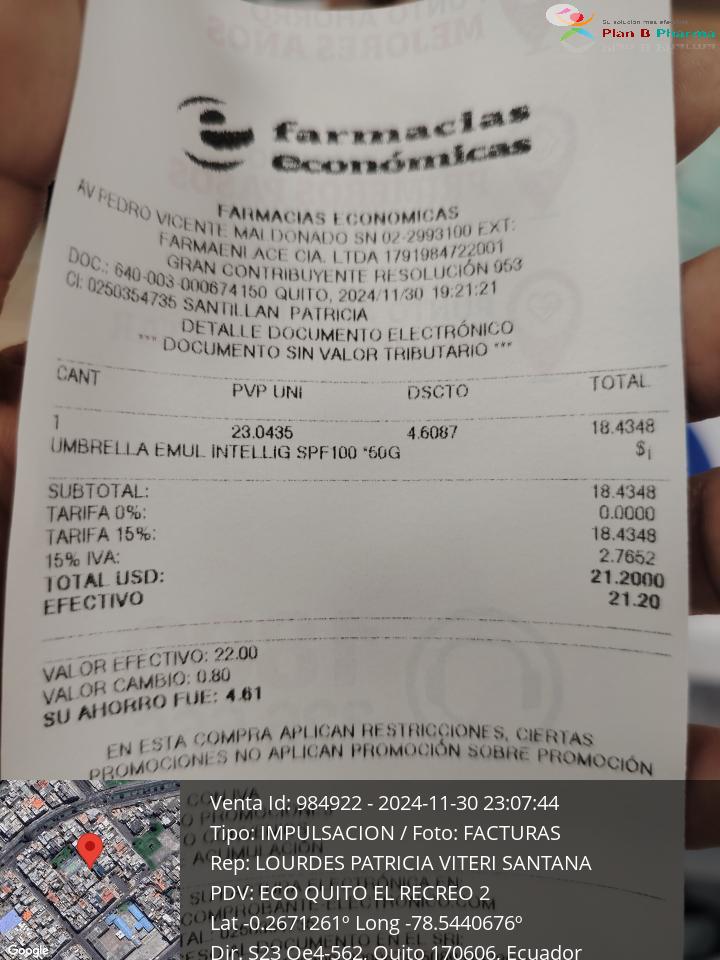 Su solución más efectiva
Plan B Pharma
farmacias
económicas
FARMACIAS ECONOMICAS
AV PEDRO VICENTE MALDONADO SN 02-2993100 EXT:
FARMAENLACE CIA. LTDA 1791984722001
GRAN CONTRIBUYENTE RESOLUCIÓN 953
DOC.: 640-003-000674150 QUITO, 2024/11/30 19:21:21
CI: 0250354735 SANTILLAN PATRICIA
DETALLE DOCUMENTO ELECTRÓNICO
*** DOCUMENTO SIN VALOR TRIBUTARIO ***
CANT PVP UNI DSCTO TOTAL
1 23.0435 4.6087 18.4348
UMBRELLA EMUL INTELLIG SPF100 *60G $¡
SUBTOTAL: 18.4348
TARIFA 0%: 0.0000
TARIFA 15%: 18.4348
15% IVA: 2.7652
TOTAL USD: 21.2000
EFECTIVO 21.20
VALOR EFECTIVO: 22.00
VALOR CAMBIO: 0.80
SU AHORRO FUE: 4.61
EN ESTA COMPRA APLICAN RESTRICCIONES, CIERTAS
PROMOCIONES NO APLICAN PROMOCIÓN SOBRE PROMOCIÓN
Venta Id: 984922 - 2024-11-30 23:07:44
Tipo: IMPULSACION / Foto: FACTURAS
Rep: LOURDES PATRICIA VITERI SANTANA
PDV: ECO QUITO EL RECREO 2
Lat -0.2671261º Long -78.5440676º
Dir. S23 Oe4-562, Quito 170606, Ecuador
Google